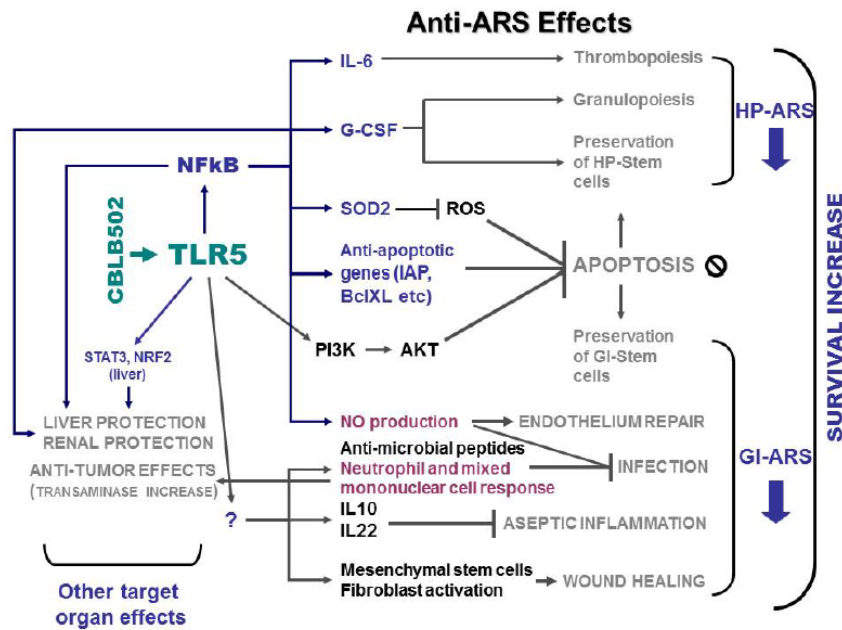 Anti-ARS Effects
IL-6
Thrombopoiesis
Granulopoiesis
G-CSF
HP-ARS
Preservation
of HP-Stem
cells
NFkB
SOD2
ROS
CBLB502
TLR5
Anti-apoptotic
genes (IAP,
BclXL etc)
APOPTOSIS
PI3K
AKT
Preservation
of GI-Stem
cells
STAT3, NRF2
(liver)
LIVER PROTECTION
RENAL PROTECTION
ANTI-TUMOR EFFECTS
(TRANSAMINASE INCREASE)
NO production
ENDOTHELIUM REPAIR
Anti-microbial peptides
Neutrophil and mixed
mononuclear cell response
INFECTION
GI-ARS
?
IL10
IL22
ASEPTIC INFLAMMATION
Mesenchymal stem cells
Fibroblast activation
WOUND HEALING
Other target
organ effects
SURVIVAL INCREASE